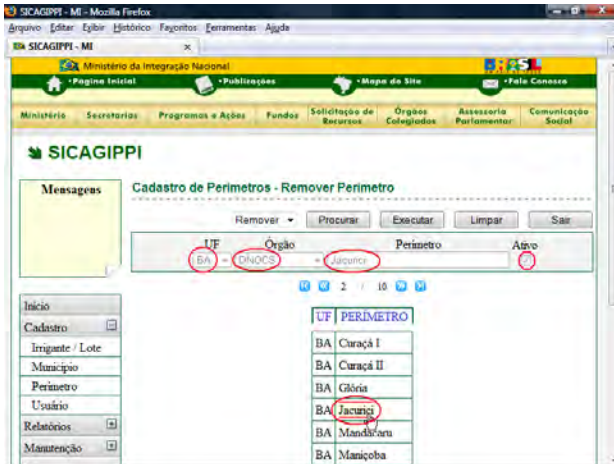 SICAGIPPI - MI - Mozilla Firefox
Arquivo Editar Exibir Histórico Favoritos Ferramentas Ajuda
SICAGIPPI - MI x
Ministério da Integração Nacional
•Pagina Inicial •Publicações •Mapa do Site •Fale Conosco
Ministério Secretarias Programas e Ações Fundos Solicitação de Recursos Órgãos Colegiados Assessoria Parlamentar Comunicação Social
SICAGIPPI
Mensagens
Cadastro de Perimetros - Remover Perimetro
Remover Procurar Executar Limpar Sair
UF Órgão Perimetro Ativo
BA - DNOCS - Jacurici
2 / 10
UF PERÍMETRO
BA Curaçá I
BA Curaçá II
BA Glória
BA Jacurici
BA Mandacaru
BA Maniçoba
Início
Cadastro
Irrigante / Lote
Município
Perimetro
Usuário
Relatórios
Manutenção